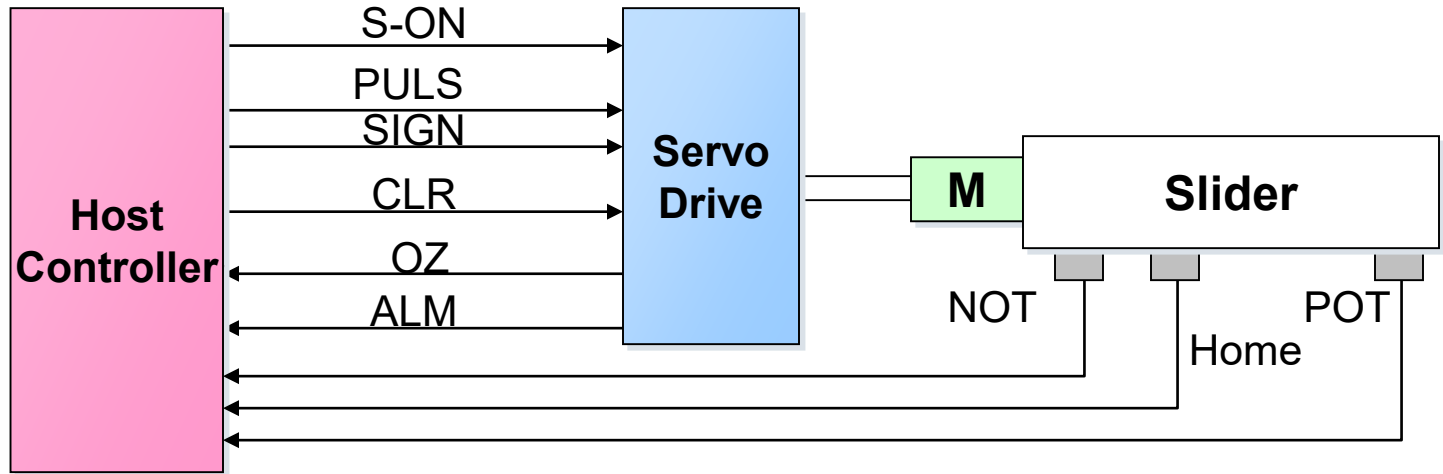 S-ON
PULS
SIGN
CLR
OZ
ALM
Host
Controller
Servo
Drive
M
Slider
NOT
Home
POT